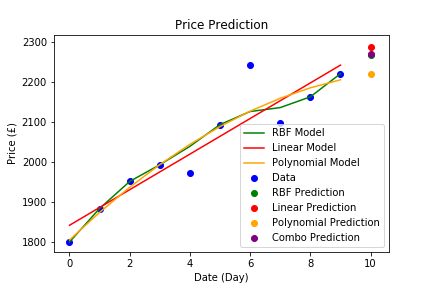 Price Prediction
2300
2200
2100
2000
1900
1800
Price (£)
0
2
4
6
8
10
Date (Day)
RBF Model
Linear Model
Polynomial Model
Data
RBF Prediction
Linear Prediction
Polynomial Prediction
Combo Prediction